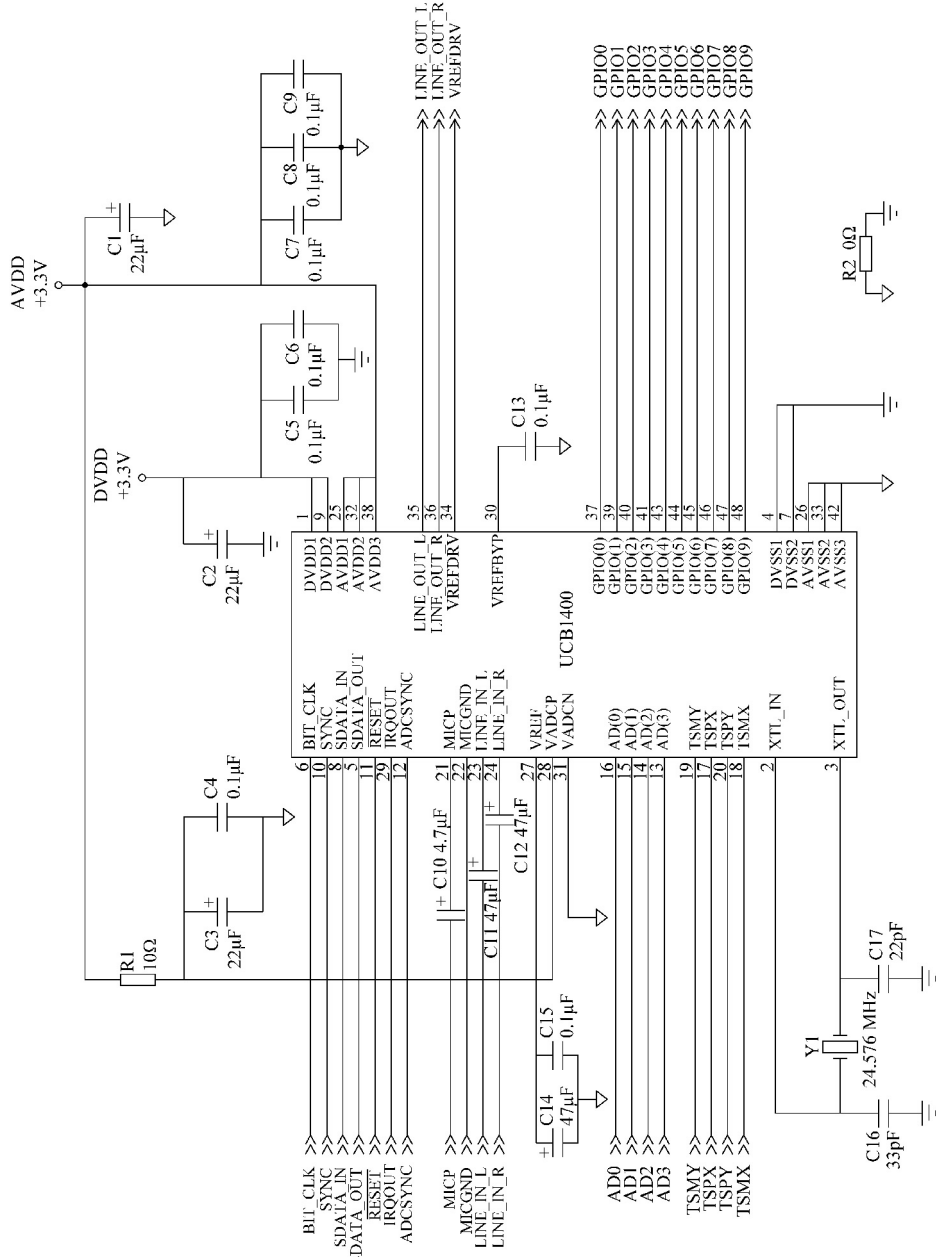 AVDD
+3.3V
DVDD
+3.3V
C1
22μF
C2
22μF
R1
10Ω
C3
22μF
C4
0.1μF
C5
0.1μF
C6
0.1μF
C7
0.1μF
C8
0.1μF
C9
0.1μF
BIT_CLK
SYNC
SDATA_IN
SDATA_OUT
RESET
IRQOUT
ADCSYNC
6
10
8
5
11
29
12
BIT_CLK
SYNC
SDATA_IN
SDATA_OUT
RESET
IRQOUT
ADCSYNC
DVDD1
DVDD2
AVDD1
AVDD2
AVDD3
1
9
25
32
38
MICP
MICGND
LINE_IN_L
LINE_IN_R
C10 4.7μF
C11 47μF
C12 47μF
21
22
23
24
MICP
MICGND
LINE_IN_L
LINE_IN_R
LINE_OUT_L
LINE_OUT_R
VREFDRV
35
36
34
LINE_OUT_L
LINE_OUT_R
VREFDRV
C14
47μF
C15
0.1μF
27
28
31
VREF
VADCP
VADCN
VREFBYP
30
C13
0.1μF
UCB1400
AD0
AD1
AD2
AD3
16
15
14
13
AD(0)
AD(1)
AD(2)
AD(3)
TSMY
TSPX
TSPY
TSMX
19
17
20
18
TSMY
TSPX
TSPY
TSMX
GPIO(0)
GPIO(1)
GPIO(2)
GPIO(3)
GPIO(4)
GPIO(5)
GPIO(6)
GPIO(7)
GPIO(8)
GPIO(9)
37
39
40
41
43
44
45
46
47
48
GPIO0
GPIO1
GPIO2
GPIO3
GPIO4
GPIO5
GPIO6
GPIO7
GPIO8
GPIO9
2
XTL_IN
3
XTL_OUT
DVSS1
DVSS2
AVSS1
AVSS2
AVSS3
4
7
26
33
42
Y1
24.576 MHz
C16
33pF
C17
22pF
R2 0Ω